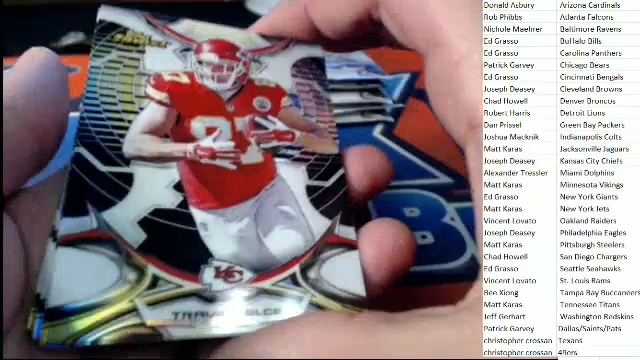 87
KC
Donald Asbury Arizona Cardinals
Rob Phibbs Atlanta Falcons
Nichole Maehrer Baltimore Ravens
Ed Grasso Buffalo Bills
Ed Grasso Carolina Panthers
Patrick Garvey Chicago Bears
Ed Grasso Cincinnati Bengals
Joseph Deasey Cleveland Browns
Chad Howell Denver Broncos
Robert Harris Detroit Lions
Dan Prissel Green Bay Packers
Joshua Macknik Indianapolis Colts
Matt Karas Jacksonville Jaguars
Joseph Deasey Kansas City Chiefs
Alexander Tressler Miami Dolphins
Matt Karas Minnesota Vikings
Ed Grasso New York Giants
Matt Karas New York Jets
Vincent Lovato Oakland Raiders
Joseph Deasey Philadelphia Eagles
Matt Karas Pittsburgh Steelers
Chad Howell San Diego Chargers
Ed Grasso Seattle Seahawks
Vincent Lovato St. Louis Rams
Bee Xiong Tampa Bay Buccaneers
Matt Karas Tennessee Titans
Jeff Gerhart Washington Redskins
Patrick Garvey Dallas/Saints/Pats
christopher crossan Texans
christopher crossan 49ers